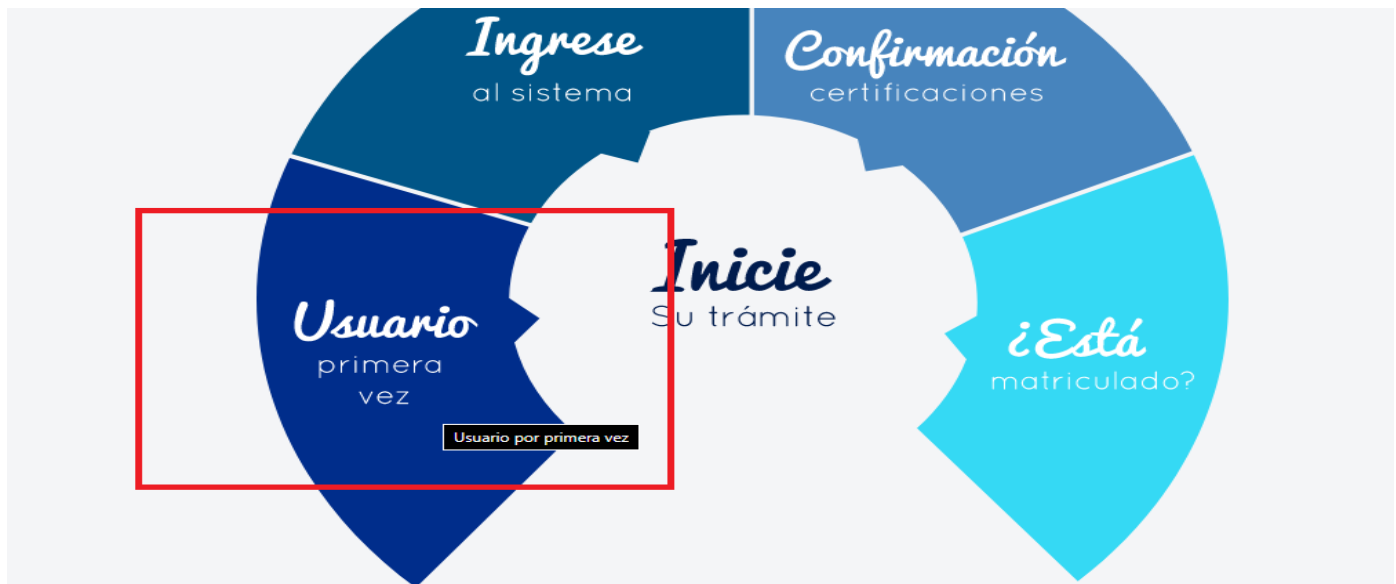 Ingrese
al sistema
Confirmación
certificaciones
Inicie
Su trámite
Usuario
primera
vez
Usuario por primera vez
¿Está
matriculado?